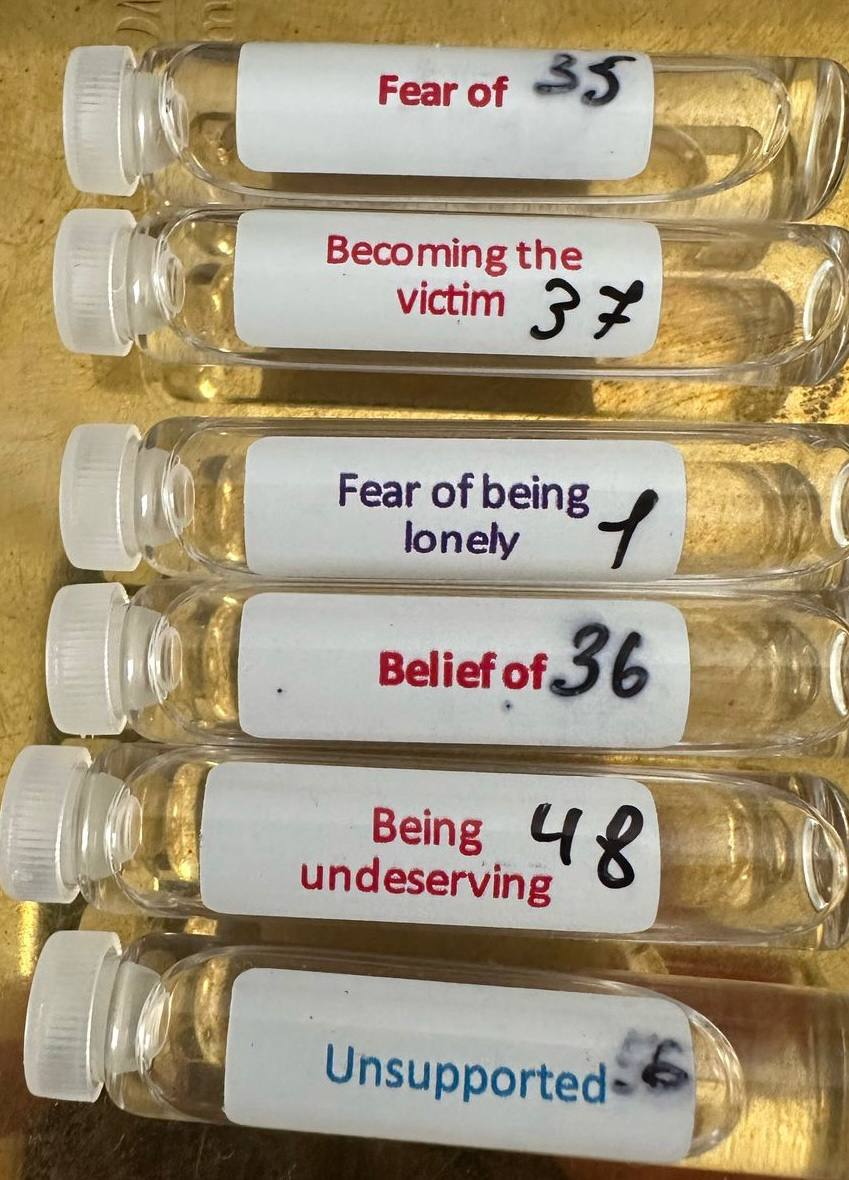 Fear of 35
Becoming the
victim 37
Fear of being
lonely 1
Belief of 36
Being 48
undeserving
Unsupported